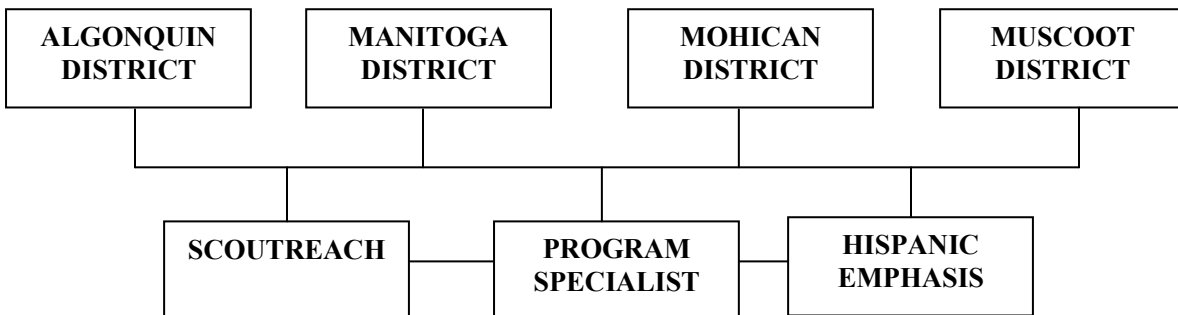 ALGONQUIN
DISTRICT
MANITOGA
DISTRICT
MOHICAN
DISTRICT
MUSCOOT
DISTRICT
SCOUTREACH
PROGRAM
SPECIALIST
HISPANIC
EMPHASIS